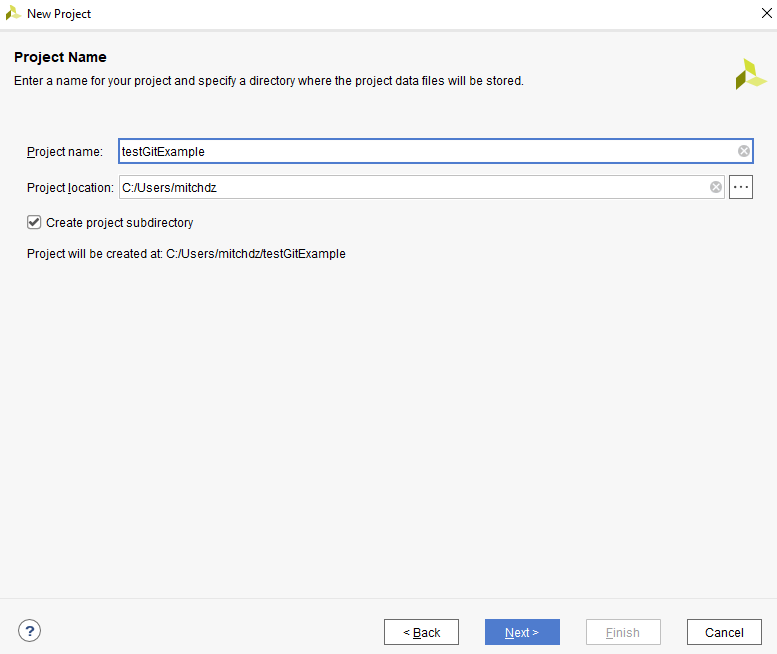 New Project
Project Name
Enter a name for your project and specify a directory where the project data files will be stored.
Project name: testGitExample
Project location: C:/Users/mitchdz ...
Create project subdirectory
Project will be created at: C:/Users/mitchdz/testGitExample
? < Back Next > Finish Cancel